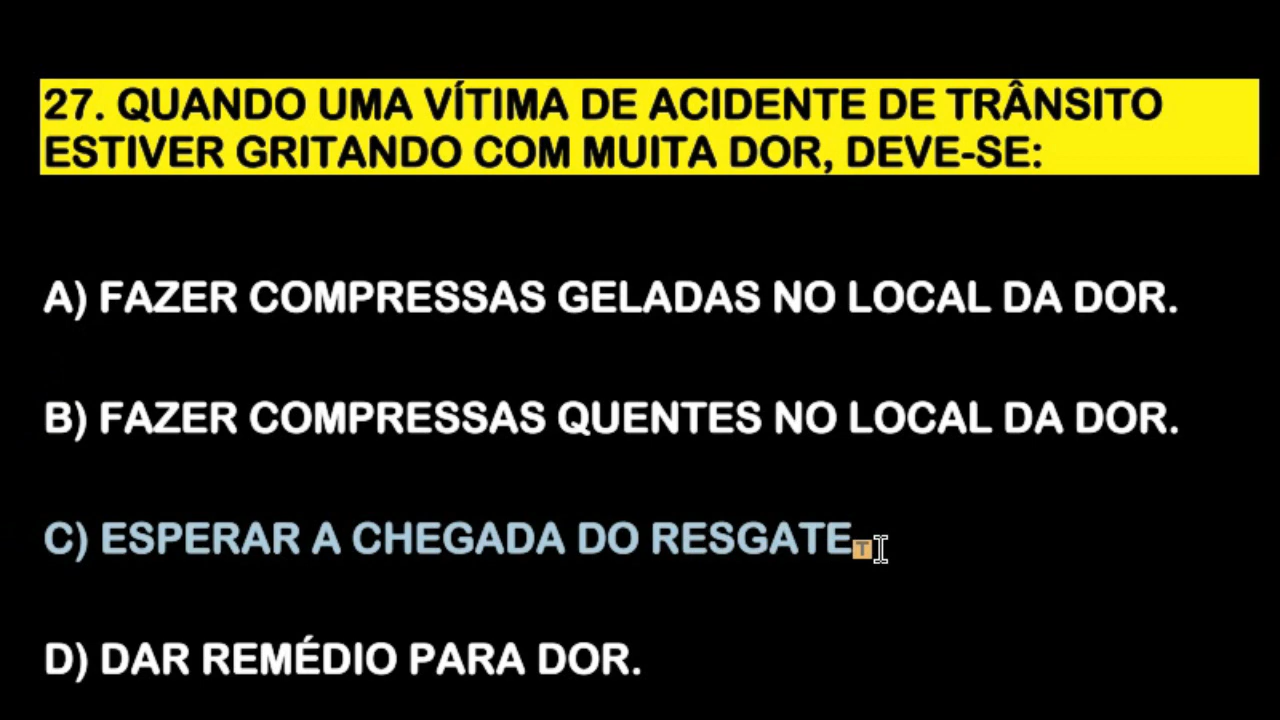 27. QUANDO UMA VÍTIMA DE ACIDENTE DE TRÂNSITO
ESTIVER GRITANDO COM MUITA DOR, DEVE-SE:
A) FAZER COMPRESSAS GELADAS NO LOCAL DA DOR.
B) FAZER COMPRESSAS QUENTES NO LOCAL DA DOR.
C) ESPERAR A CHEGADA DO RESGATE.
D) DAR REMÉDIO PARA DOR.